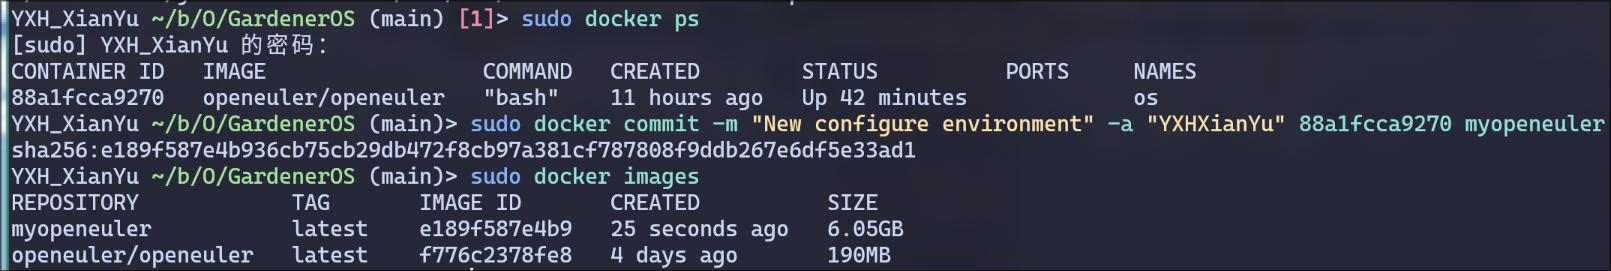 YXH_XianYu ~/b/O/GardenerOS (main) [1]> sudo docker ps
[sudo] YXH_XianYu 的密码:
CONTAINER ID   IMAGE                 COMMAND   CREATED        STATUS          PORTS     NAMES
88a1fcca9270   openeuler/openeuler   "bash"    11 hours ago   Up 42 minutes             os
YXH_XianYu ~/b/O/GardenerOS (main)> sudo docker commit -m "New configure environment" -a "YXHXianYu" 88a1fcca9270 myopeneuler
sha256:e189f587e4b936cb75cb29db472f8cb97a381cf787808f9ddb267e6df5e33ad1
YXH_XianYu ~/b/O/GardenerOS (main)> sudo docker images
REPOSITORY            TAG       IMAGE ID       CREATED          SIZE
myopeneuler           latest    e189f587e4b9   25 seconds ago   6.05GB
openeuler/openeuler   latest    f776c2378fe8   4 days ago       190MB